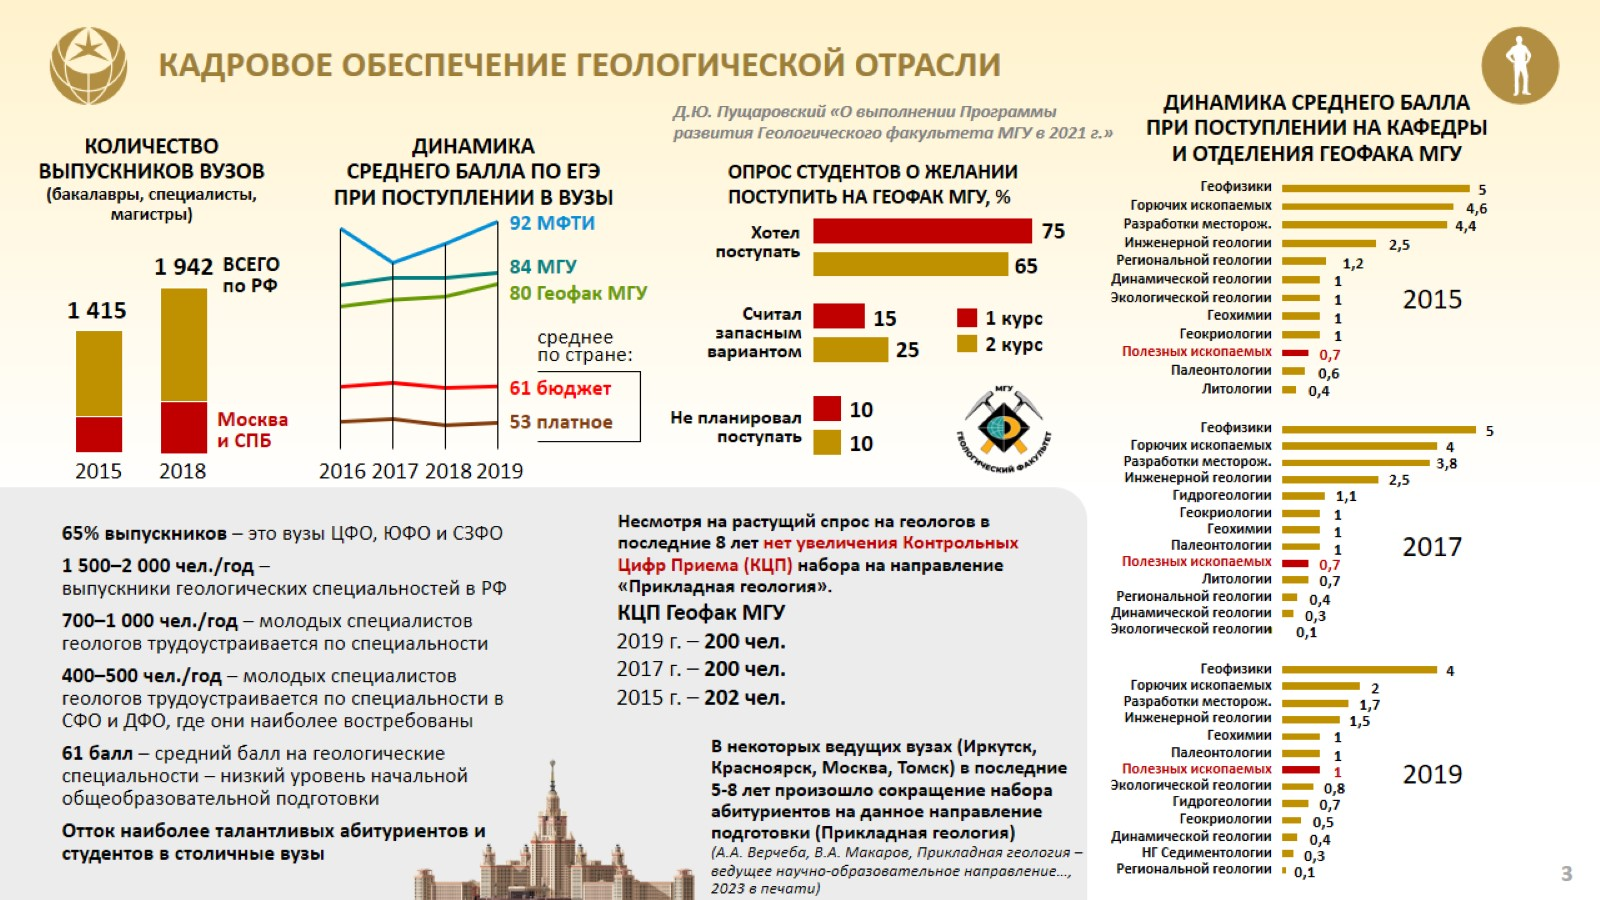 КАДРОВОЕ ОБЕСПЕЧЕНИЕ ГЕОЛОГИЧЕСКОЙ ОТРАСЛИ
КОЛИЧЕСТВО
ВЫПУСКНИКОВ ВУЗОВ
(бакалавры, специалисты,
магистры)
1 942 ВСЕГО
по РФ
1 415
Москва
и СПБ
2015 2018
ДИНАМИКА
СРЕДНЕГО БАЛЛА ПО ЕГЭ
ПРИ ПОСТУПЛЕНИИ В ВУЗЫ
92 МФТИ
84 МГУ
80 Геофак МГУ
среднее
по стране:
61 бюджет
53 платное
2016 2017 2018 2019
Д.Ю. Пущаровский «О выполнении Программы
развития Геологического факультета МГУ в 2021 г.»
ОПРОС СТУДЕНТОВ О ЖЕЛАНИИ
ПОСТУПИТЬ НА ГЕОФАК МГУ, %
Хотел
поступать
75
65
Считал
запасным
вариантом
15
25
1 курс
2 курс
Не планировал
поступать
10
10
МГУ
ГЕОЛОГИЧЕСКИЙ ФАКУЛЬТЕТ
ДИНАМИКА СРЕДНЕГО БАЛЛА
ПРИ ПОСТУПЛЕНИИ НА КАФЕДРЫ
И ОТДЕЛЕНИЯ ГЕОФАКА МГУ
Геофизики 5
Горючих ископаемых 4,6
Разработки месторож. 4,4
Инженерной геологии 2,5
Региональной геологии 1,2
Динамической геологии 1
Экологической геологии 1
Геохимии 1
Геокриологии 1
Полезных ископаемых 0,7
Палеонтологии 0,6
Литологии 0,4
2015
Геофизики 5
Горючих ископаемых 4
Разработки месторож. 3,8
Инженерной геологии 2,5
Гидрогеологии 1,1
Геокриологии 1
Геохимии 1
Палеонтологии 1
Полезных ископаемых 0,7
Литологии 0,7
Региональной геологии 0,4
Динамической геологии 0,3
Экологической геологии 0,1
2017
Геофизики 4
Горючих ископаемых 2
Разработки месторож. 1,7
Инженерной геологии 1,5
Геохимии 1
Палеонтологии 1
Полезных ископаемых 1
Экологической геологии 0,8
Гидрогеологии 0,7
Геокриологии 0,5
Динамической геологии 0,4
НГ Седиментологии 0,3
Региональной геологии 0,1
2019
65% выпускников – это вузы ЦФО, ЮФО и СЗФО
1 500–2 000 чел./год –
выпускники геологических специальностей в РФ
700–1 000 чел./год – молодых специалистов
геологов трудоустраивается по специальности
400–500 чел./год – молодых специалистов
геологов трудоустраивается по специальности в
СФО и ДФО, где они наиболее востребованы
61 балл – средний балл на геологические
специальности – низкий уровень начальной
общеобразовательной подготовки
Отток наиболее талантливых абитуриентов и
студентов в столичные вузы
Несмотря на растущий спрос на геологов в
последние 8 лет нет увеличения Контрольных
Цифр Приема (КЦП) набора на направление
«Прикладная геология».
КЦП Геофак МГУ
2019 г. – 200 чел.
2017 г. – 200 чел.
2015 г. – 202 чел.
В некоторых ведущих вузах (Иркутск,
Красноярск, Москва, Томск) в последние
5-8 лет произошло сокращение набора
абитуриентов на данное направление
подготовки (Прикладная геология)
(А.А. Верчеба, В.А. Макаров, Прикладная геология –
ведущее научно-образовательное направление...,
2023 в печати)
3